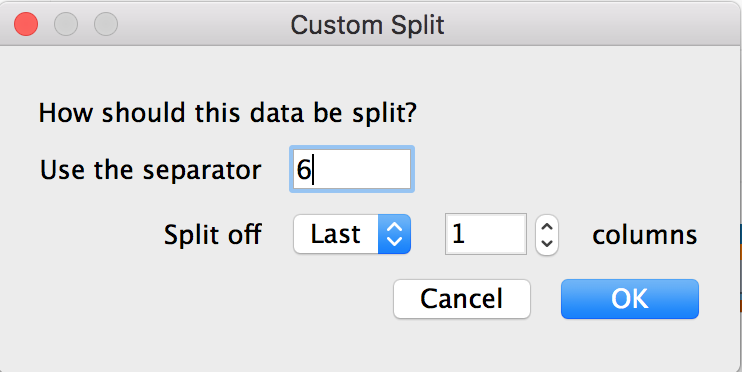 Custom Split
How should this data be split?
Use the separator 6
Split off Last 1 columns
Cancel OK